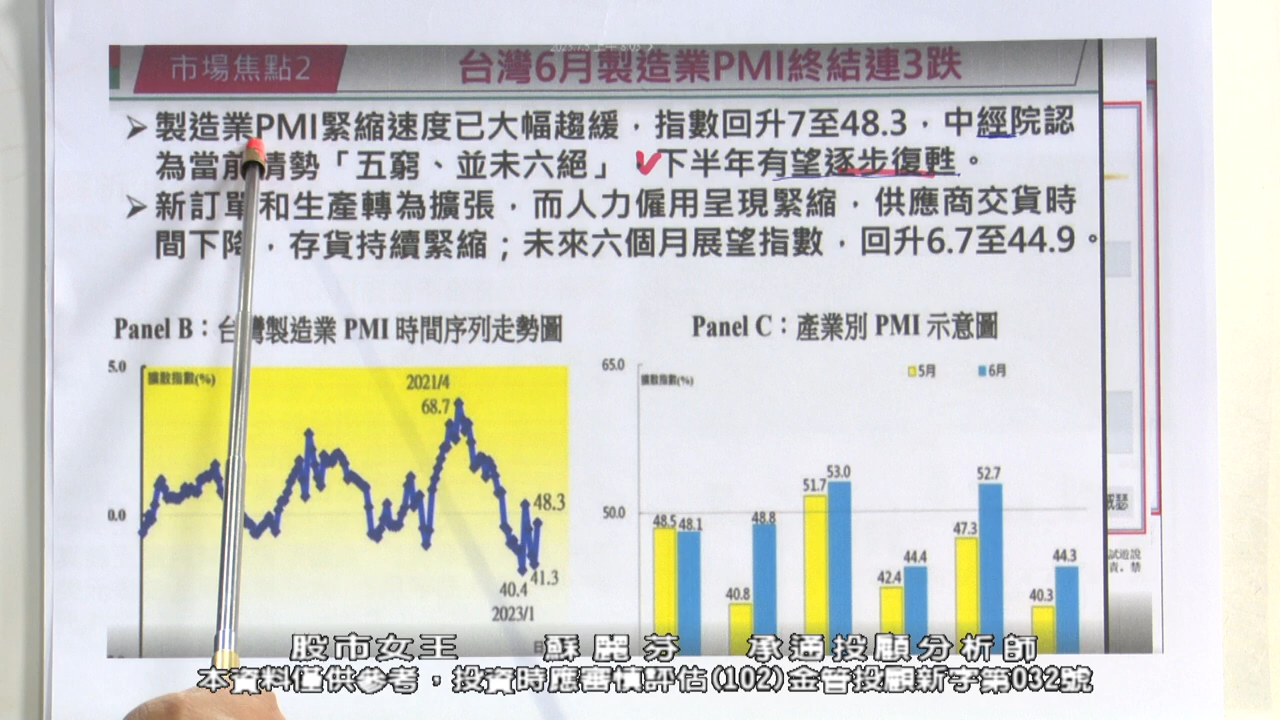 市場焦點2
台灣6月製造業PMI終結連3跌
製造業PMI緊縮速度已大幅趨緩，指數回升7至48.3，中經院認
為當前情勢「五窮、並未六絕」，下半年有望逐步復甦。
新訂單和生產轉為擴張，而人力僱用呈現緊縮，供應商交貨時
間下降，存貨持續緊縮；未來六個月展望指數，回升6.7至44.9。
Panel B：台灣製造業 PMI 時間序列走勢圖
5.0
擴散指數(%)
2021/4
68.7
0.0
48.3
41.3
40.4
2023/1
Panel C：產業別 PMI 示意圖
65.0
擴散指數(%)
5月
6月
50.0
48.5
48.1
40.8
48.8
51.7
53.0
42.4
44.4
47.3
52.7
40.3
44.3
股市女王 蘇麗芬 承通投顧分析師
本資料僅供參考，投資時應審慎評估(102)金管投顧新字第032號